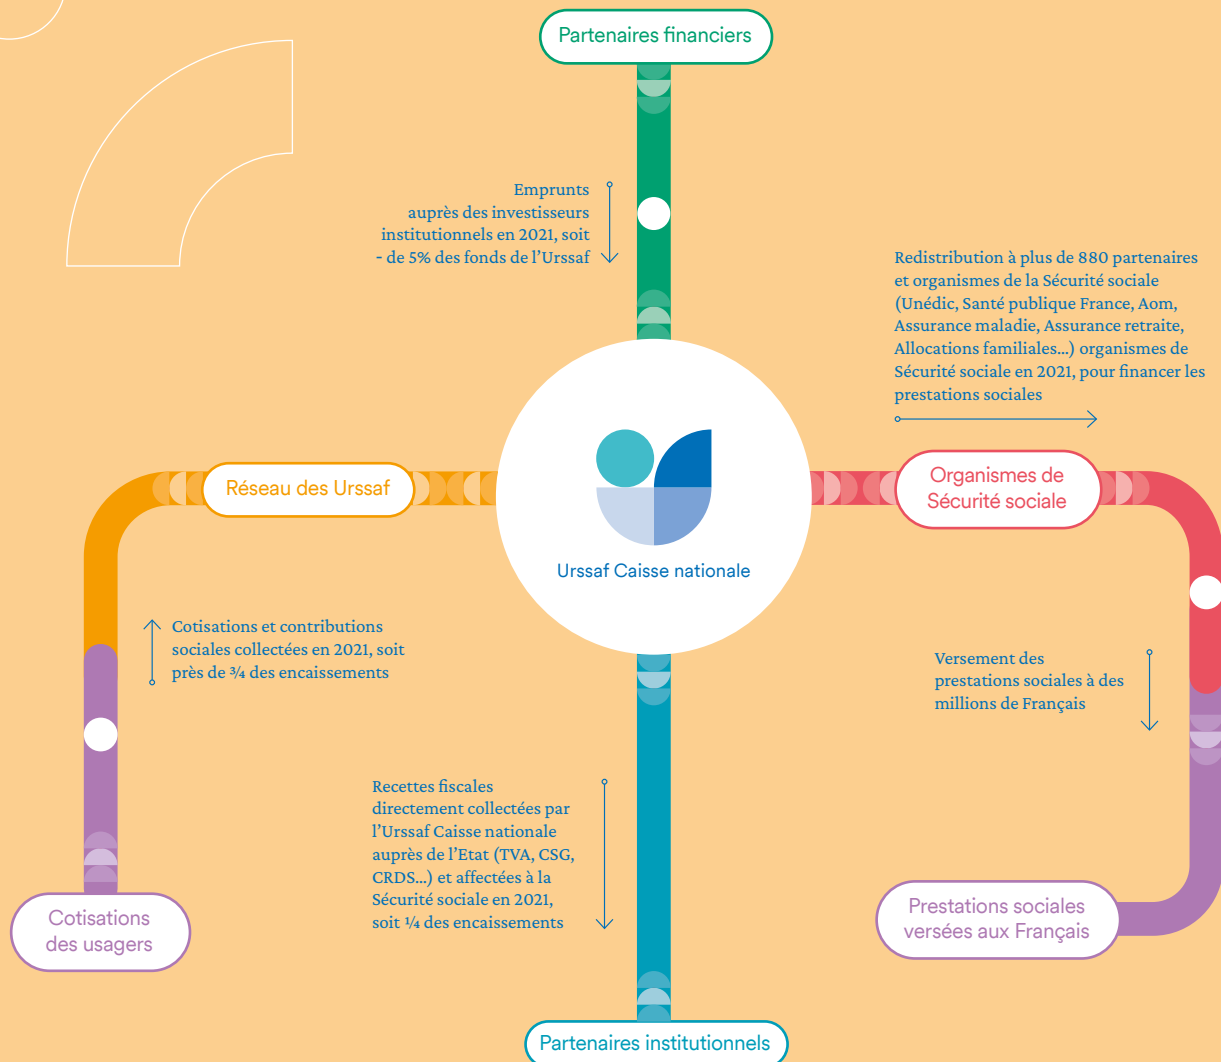 Partenaires financiers
Emprunts
auprès des investisseurs
institutionnels en 2021, soit
- de 5% des fonds de l’Urssaf
Redistribution à plus de 880 partenaires
et organismes de la Sécurité sociale
(Unédic, Santé publique France, Aom,
Assurance maladie, Assurance retraite,
Allocations familiales…) organismes de
Sécurité sociale en 2021, pour financer les
prestations sociales
Réseau des Urssaf
Organismes de
Sécurité sociale
Urssaf Caisse nationale
Cotisations et contributions
sociales collectées en 2021, soit
près de ¾ des encaissements
Versement des
prestations sociales à des
millions de Français
Recettes fiscales
directement collectées par
l’Urssaf Caisse nationale
auprès de l’Etat (TVA, CSG,
CRDS…) et affectées à la
Sécurité sociale en 2021,
soit ¼ des encaissements
Cotisations
des usagers
Prestations sociales
versées aux Français
Partenaires institutionnels